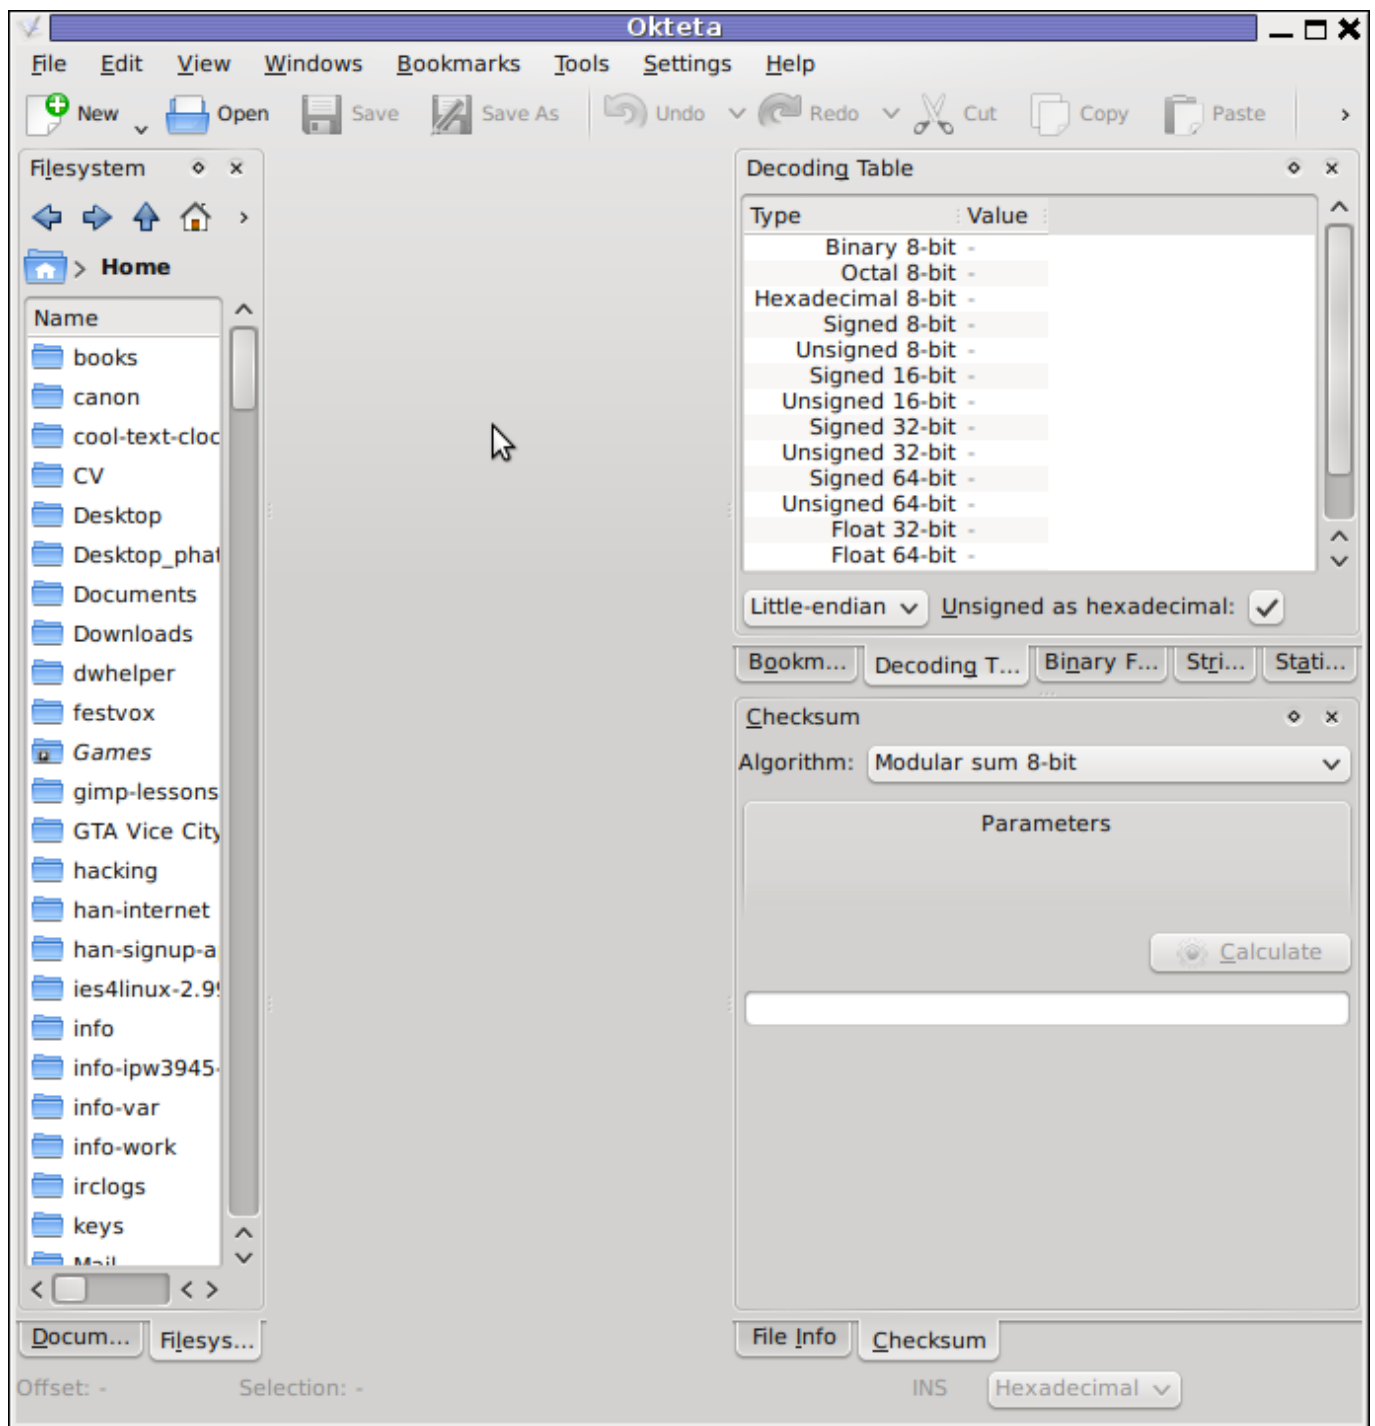 Okteta
File Edit View Windows Bookmarks Tools Settings Help
New Open Save Save As Undo Redo Cut Copy Paste
Filesystem
Home
Name
books
canon
cool-text-cloc
CV
Desktop
Desktop_phat
Documents
Downloads
dwhelper
festvox
Games
gimp-lessons
GTA Vice City
hacking
han-internet
han-signup-a
ies4linux-2.99
info
info-ipw3945-
info-var
info-work
irclogs
keys
Mail
Docum... Filesys...
Decoding Table
Type Value
Binary 8-bit -
Octal 8-bit -
Hexadecimal 8-bit -
Signed 8-bit -
Unsigned 8-bit -
Signed 16-bit -
Unsigned 16-bit -
Signed 32-bit -
Unsigned 32-bit -
Signed 64-bit -
Unsigned 64-bit -
Float 32-bit -
Float 64-bit -
Little-endian Unsigned as hexadecimal:
Bookm... Decoding T... Binary F... Stri... Stati...
Checksum
Algorithm: Modular sum 8-bit
Parameters
Calculate
File Info Checksum
Offset: - Selection: - INS Hexadecimal